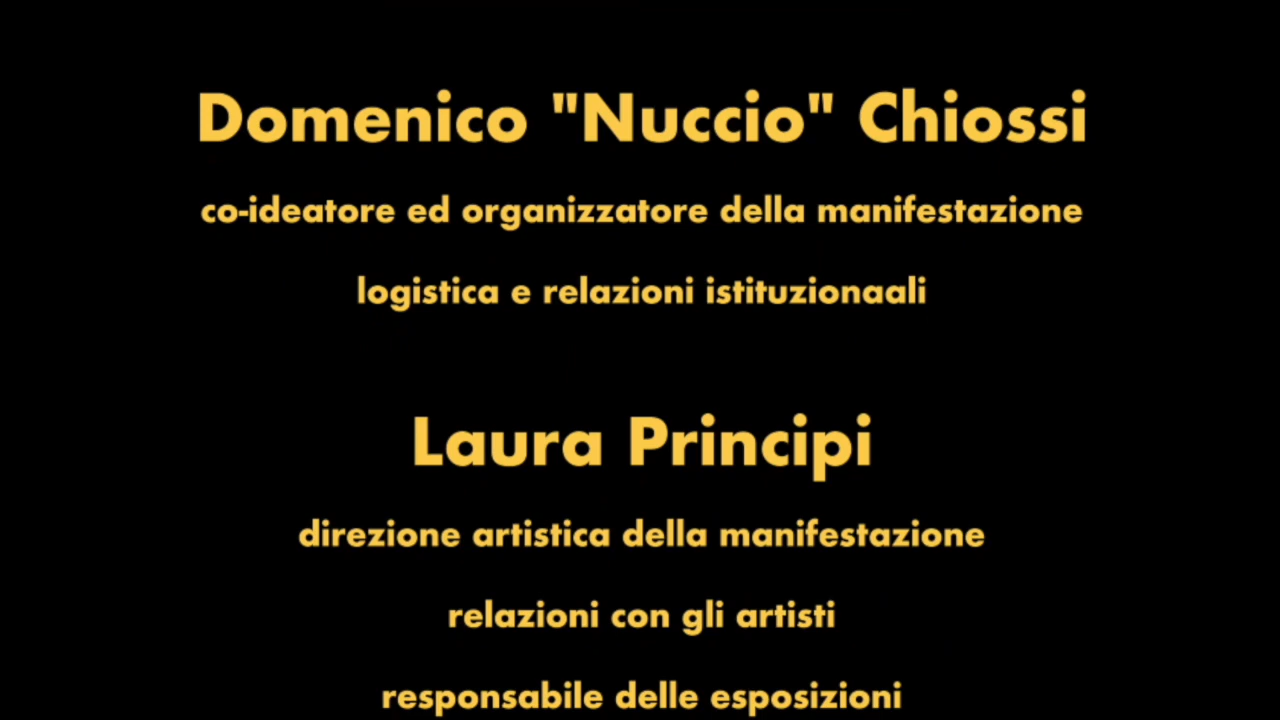 Domenico "Nuccio" Chiossi
co-ideatore ed organizzatore della manifestazione
logistica e relazioni istituzionaali
Laura Principi
direzione artistica della manifestazione
relazioni con gli artisti
responsabile delle esposizioni